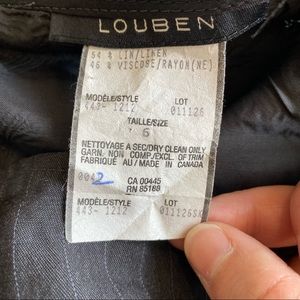 LOUBEN
54 % LIN/LINEN
46 % VISCOSE/RAYON(NE)
MODÈLE/STYLE LOT
443- 1212 011126
TAILLE/SIZE
6
NETTOYAGE A SEC/DRY CLEAN ONLY
GARN. NON COMP./EXCL. OF TRIM
FABRIQUÉ AU/MADE IN CANADA
0042
CA 00445
RN 85188
MODÈLE/STYLE LOT
443- 1212